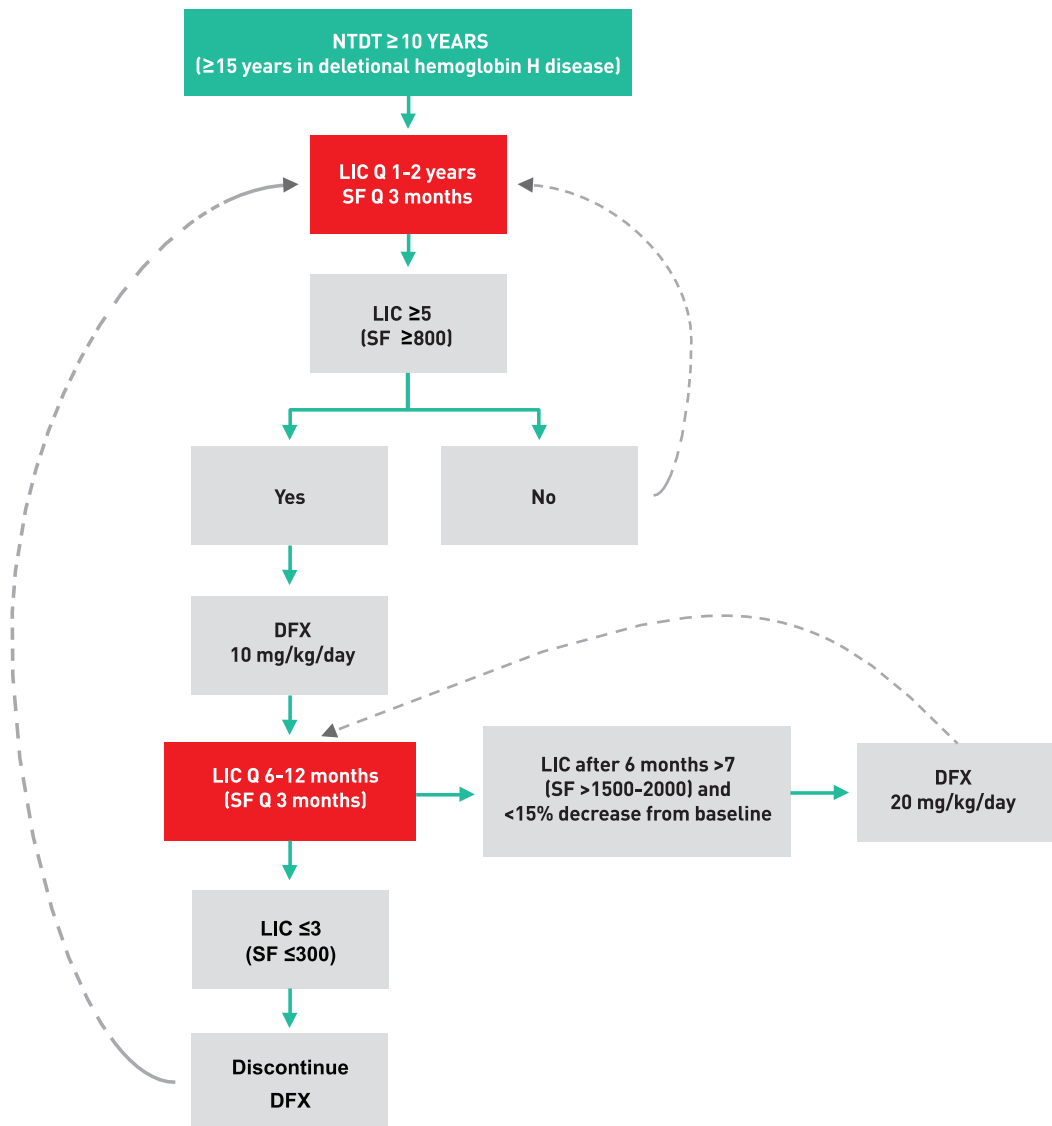 NTDT ≥10 YEARS
(≥15 years in deletional hemoglobin H disease)
LIC Q 1-2 years
SF Q 3 months
LIC ≥5
(SF ≥800)
Yes
No
DFX
10 mg/kg/day
LIC Q 6-12 months
(SF Q 3 months)
LIC after 6 months >7
(SF >1500-2000) and
<15% decrease from baseline
DFX
20 mg/kg/day
LIC ≤3
(SF ≤300)
Discontinue
DFX